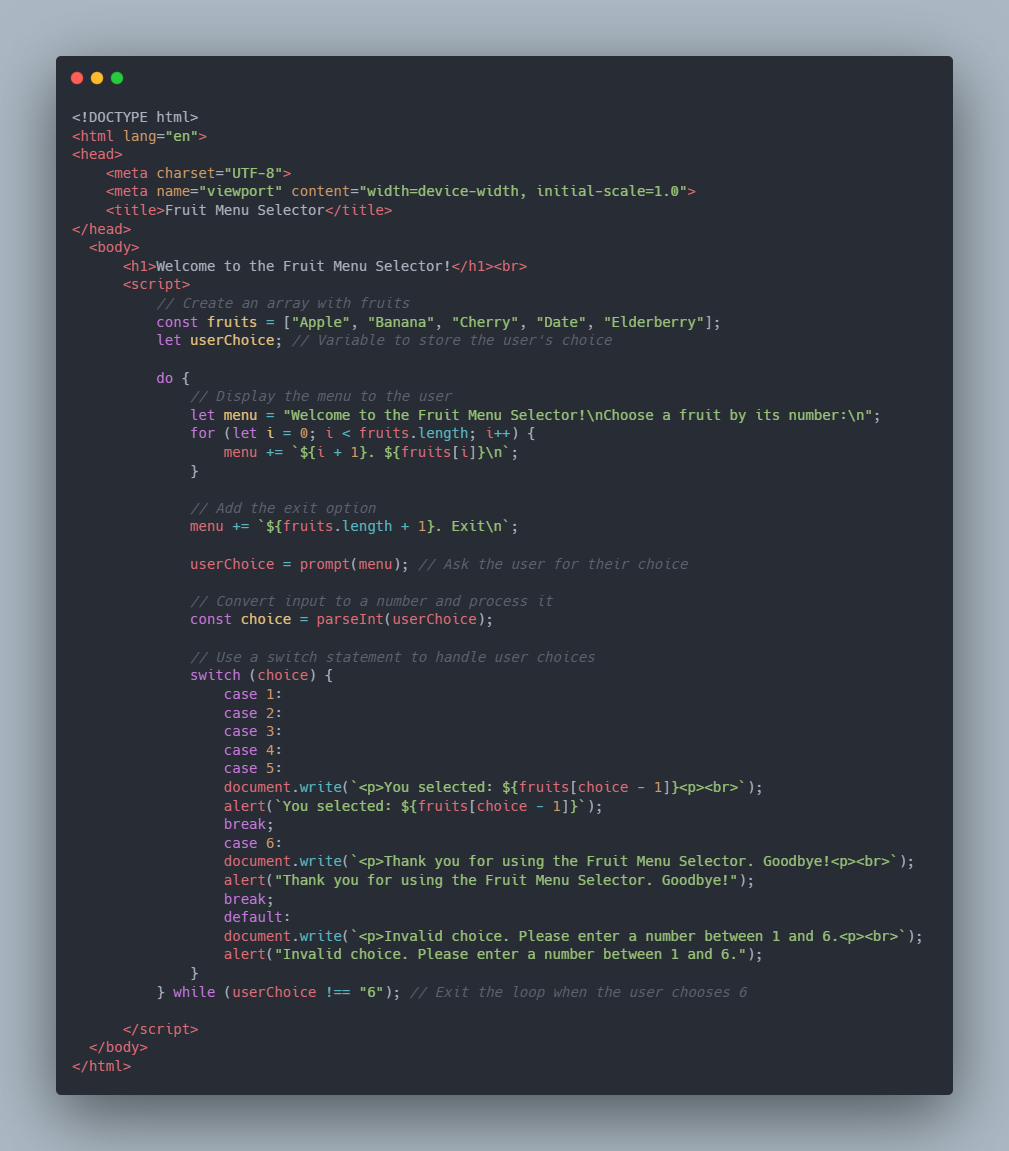 <!DOCTYPE html>
<html lang="en">
<head>
    <meta charset="UTF-8">
    <meta name="viewport" content="width=device-width, initial-scale=1.0">
    <title>Fruit Menu Selector</title>
</head>
  <body>
      <h1>Welcome to the Fruit Menu Selector!</h1><br>
      <script>
          // Create an array with fruits
          const fruits = ["Apple", "Banana", "Cherry", "Date", "Elderberry"];
          let userChoice; // Variable to store the user's choice

          do {
              // Display the menu to the user
              let menu = "Welcome to the Fruit Menu Selector!\nChoose a fruit by its number:\n";
              for (let i = 0; i < fruits.length; i++) {
                  menu += `${i + 1}. ${fruits[i]}\n`;
              }

              // Add the exit option
              menu += `${fruits.length + 1}. Exit\n`;

              userChoice = prompt(menu); // Ask the user for their choice

              // Convert input to a number and process it
              const choice = parseInt(userChoice);

              // Use a switch statement to handle user choices
              switch (choice) {
                  case 1:
                  case 2:
                  case 3:
                  case 4:
                  case 5:
                  document.write(`<p>You selected: ${fruits[choice - 1]}<p><br>`);
                  alert(`You selected: ${fruits[choice - 1]}`);
                  break;
                  case 6:
                  document.write(`<p>Thank you for using the Fruit Menu Selector. Goodbye!<p><br>`);
                  alert("Thank you for using the Fruit Menu Selector. Goodbye!");
                  break;
                  default:
                  document.write(`<p>Invalid choice. Please enter a number between 1 and 6.<p><br>`);
                  alert("Invalid choice. Please enter a number between 1 and 6.");
              }
          } while (userChoice !== "6"); // Exit the loop when the user chooses 6

      </script>
  </body>
</html>